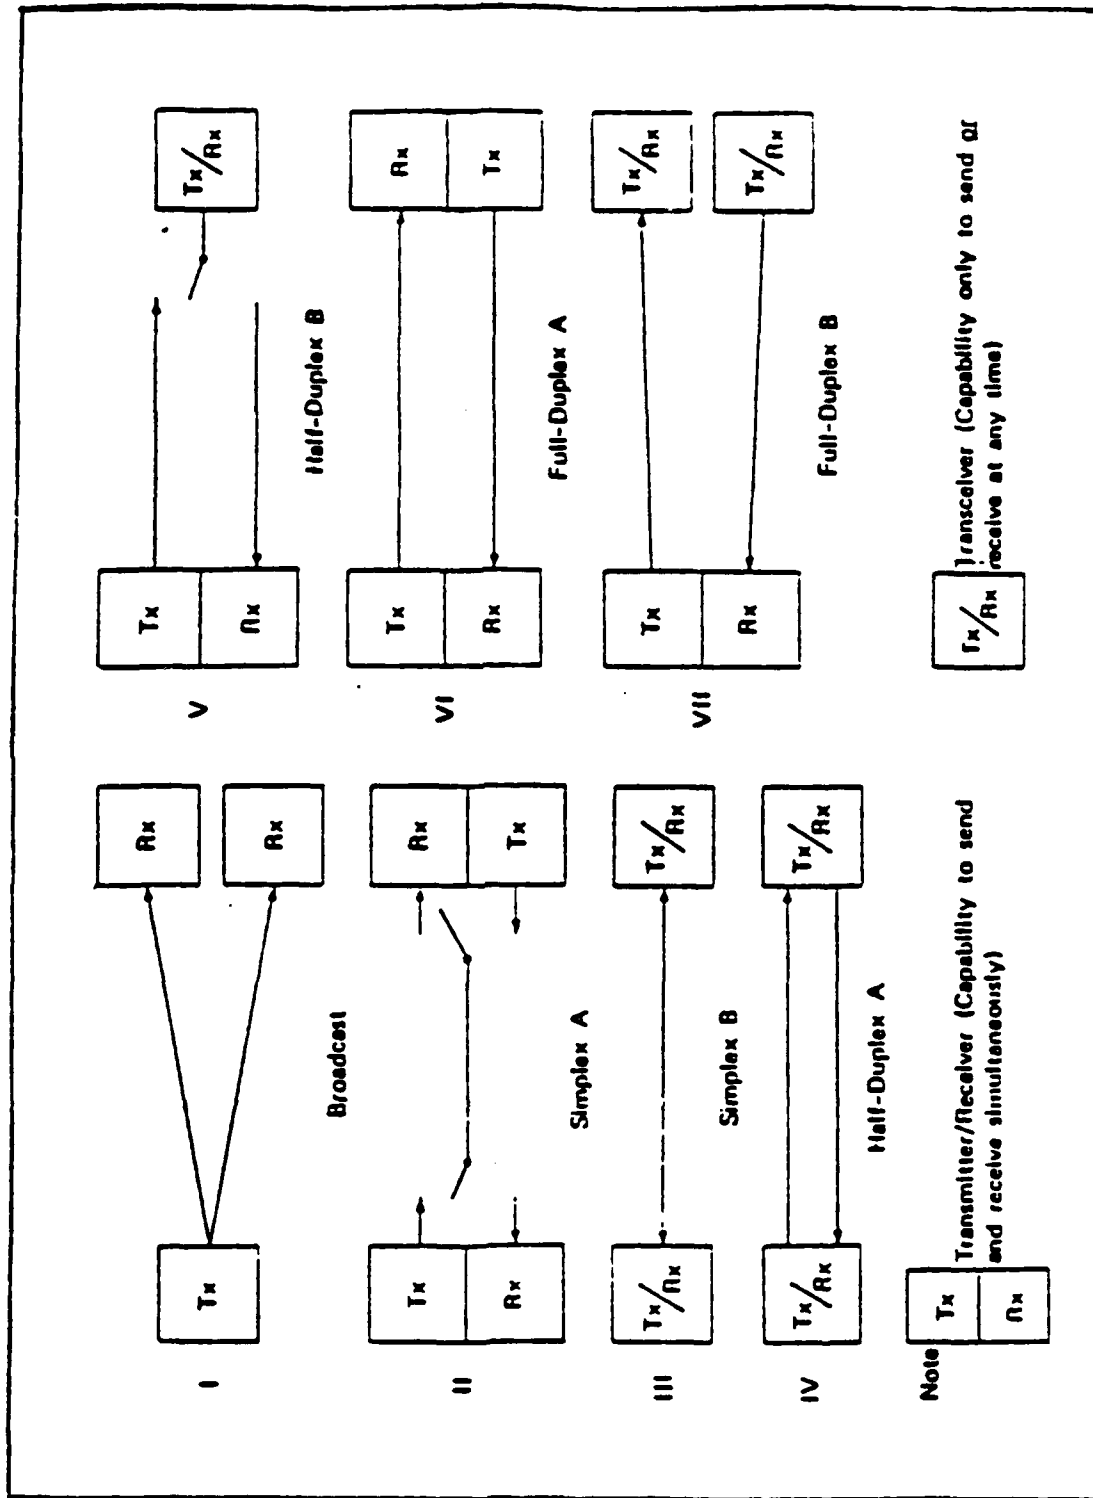 I
Tx
Rx
Rx
Broadcast
II
Tx
Rx
Rx
Tx
Simplex A
III
Tx/Rx
Tx/Rx
Simplex B
IV
Tx/Rx
Tx/Rx
Half-Duplex A
Note
Tx
Rx
Transmitter/Receiver (Capability to send
and receive simultaneously)
V
Tx
Rx
Tx/Rx
Half-Duplex B
VI
Tx
Rx
Rx
Tx
Full-Duplex A
VII
Tx
Rx
Tx/Rx
Tx/Rx
Full-Duplex B
Tx/Rx
Transceiver (Capability only to send or
receive at any time)